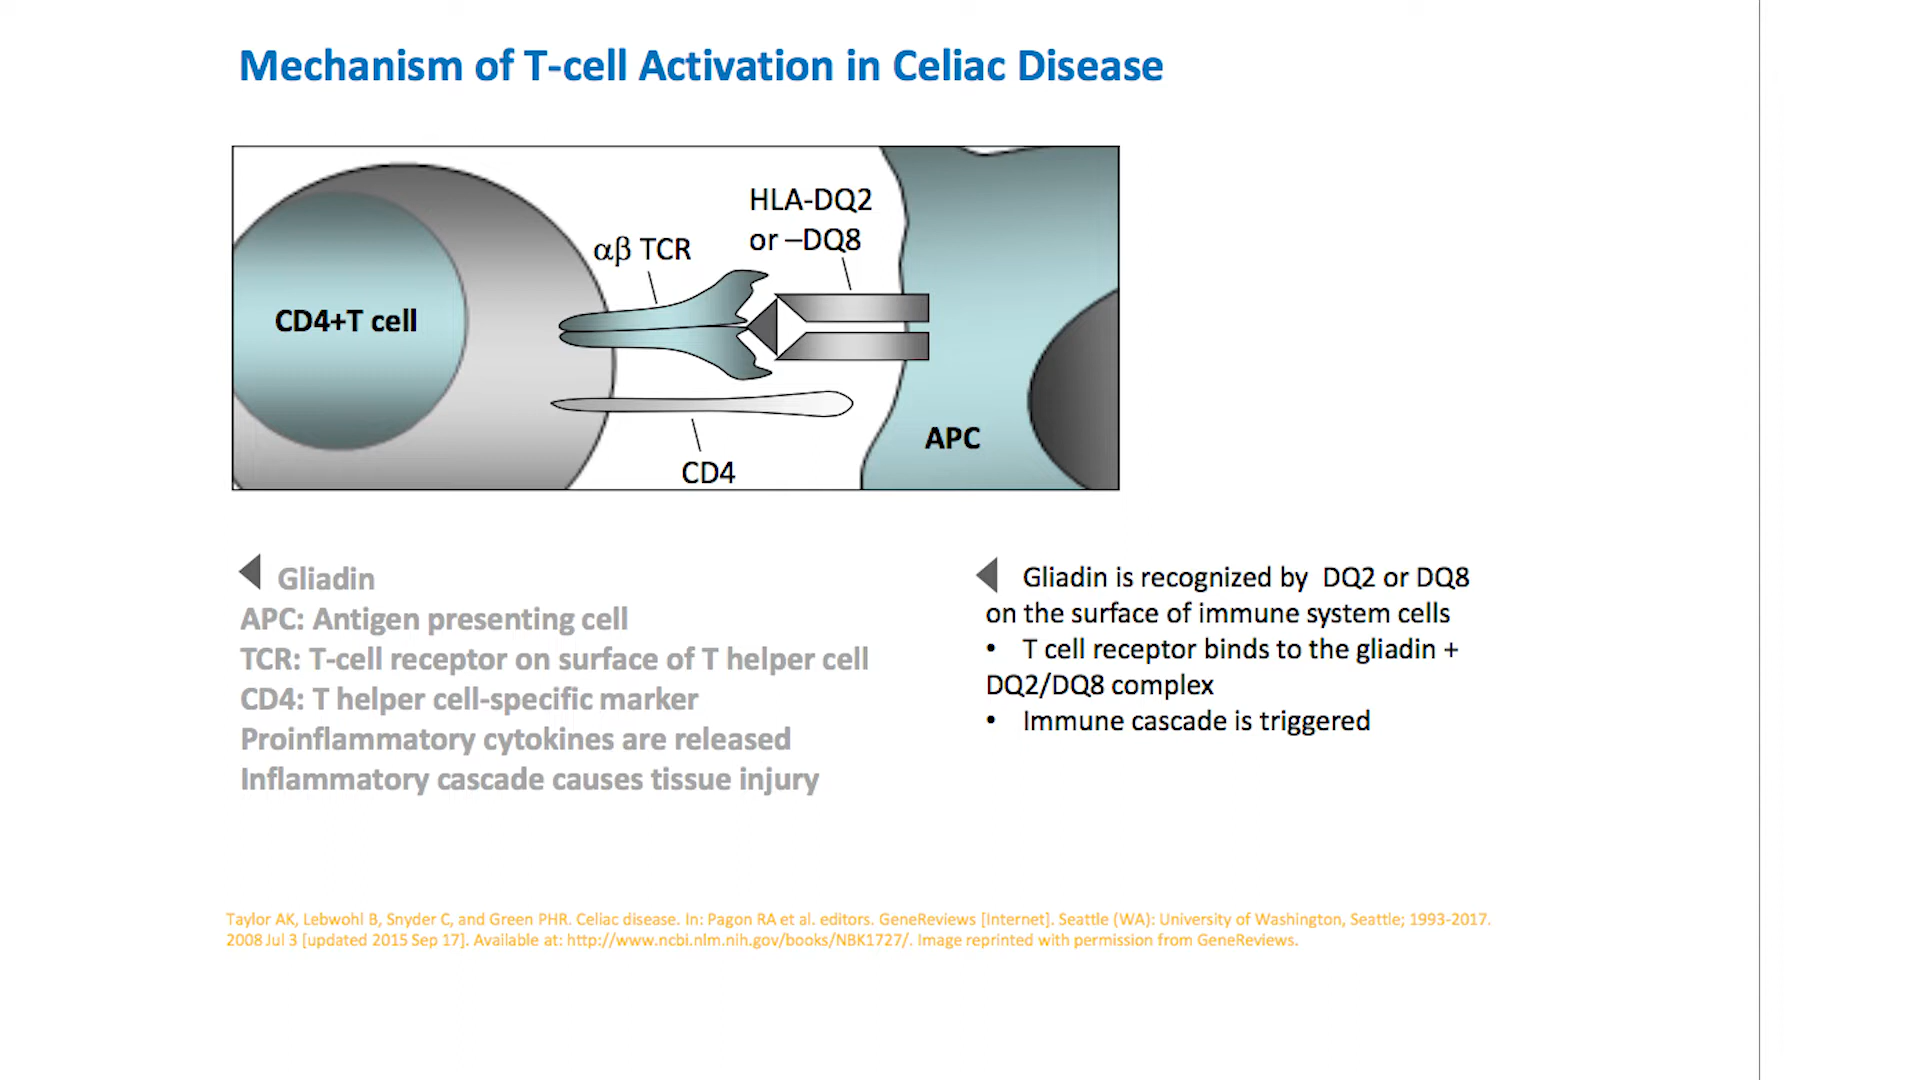 Mechanism of T-cell Activation in Celiac Disease
HLA-DQ2
or –DQ8
αβ TCR
CD4+T cell
APC
CD4
Gliadin
APC: Antigen presenting cell
TCR: T-cell receptor on surface of T helper cell
CD4: T helper cell-specific marker
Proinflammatory cytokines are released
Inflammatory cascade causes tissue injury
Gliadin is recognized by DQ2 or DQ8
on the surface of immune system cells
• T cell receptor binds to the gliadin +
DQ2/DQ8 complex
• Immune cascade is triggered
Taylor AK, Lebwohl B, Snyder C, and Green PHR. Celiac disease. In: Pagon RA et al. editors. GeneReviews [Internet]. Seattle (WA): University of Washington, Seattle; 1993-2017.
2008 Jul 3 [updated 2015 Sep 17]. Available at: http://www.ncbi.nlm.nih.gov/books/NBK1727/. Image reprinted with permission from GeneReviews.